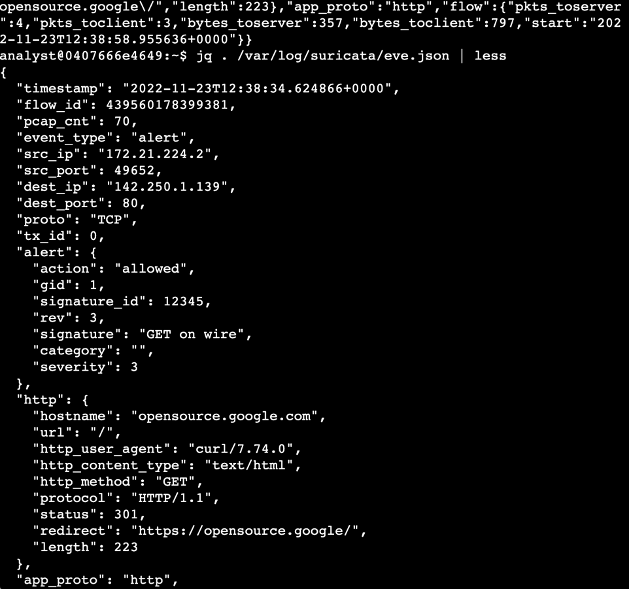 opensource.google\/","length":223},"app_proto":"http","flow":{"pkts_toserver
":4,"pkts_toclient":3,"bytes_toserver":357,"bytes_toclient":797,"start":"202
2-11-23T12:38:58.955636+0000"}}
analyst@0407666e4649:~$ jq . /var/log/suricata/eve.json | less
{
  "timestamp": "2022-11-23T12:38:34.624866+0000",
  "flow_id": 439560178399381,
  "pcap_cnt": 70,
  "event_type": "alert",
  "src_ip": "172.21.224.2",
  "src_port": 49652,
  "dest_ip": "142.250.1.139",
  "dest_port": 80,
  "proto": "TCP",
  "tx_id": 0,
  "alert": {
    "action": "allowed",
    "gid": 1,
    "signature_id": 12345,
    "rev": 3,
    "signature": "GET on wire",
    "category": "",
    "severity": 3
  },
  "http": {
    "hostname": "opensource.google.com",
    "url": "/",
    "http_user_agent": "curl/7.74.0",
    "http_content_type": "text/html",
    "http_method": "GET",
    "protocol": "HTTP/1.1",
    "status": 301,
    "redirect": "https://opensource.google/",
    "length": 223
  },
  "app_proto": "http",